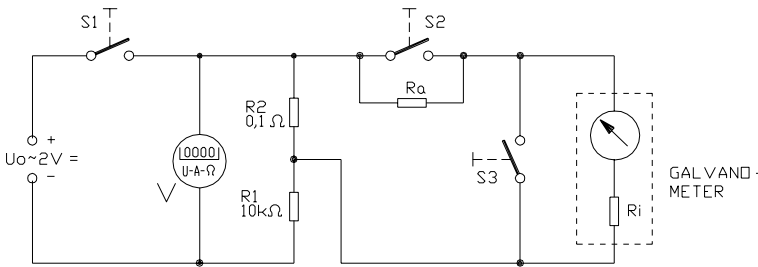 S1
S2
Ra
R2
0,1 Ω
+
Uo~2V =
-
0000
U-A-Ω
V
S3
R1
10kΩ
Ri
GALVANO-
METER